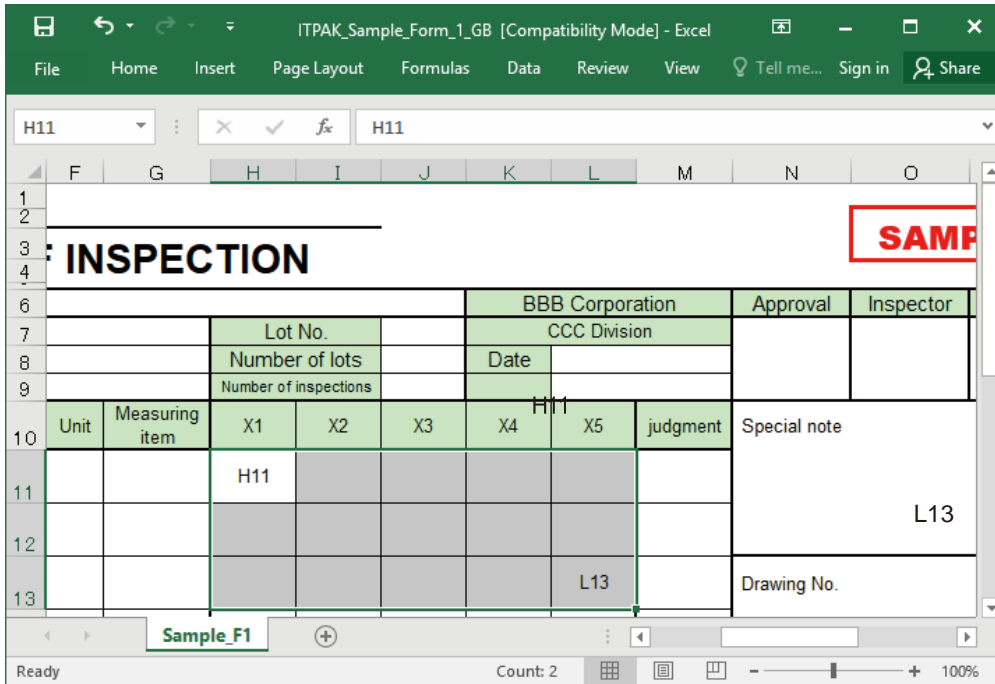 ITPAK_Sample_Form_1_GB [Compatibility Mode] - Excel
File Home Insert Page Layout Formulas Data Review View Tell me... Sign in Share
H11 fx H11
F G H I J K L M N O
1
2
3 INSPECTION SAMP
4
6 BBB Corporation Approval Inspector
7 Lot No. CCC Division
8 Number of lots Date
9 Number of inspections
H11
10 Unit Measuring item X1 X2 X3 X4 X5 judgment Special note
11 H11
L13
12
13 L13 Drawing No.
Sample_F1
Ready Count: 2 - + 100%